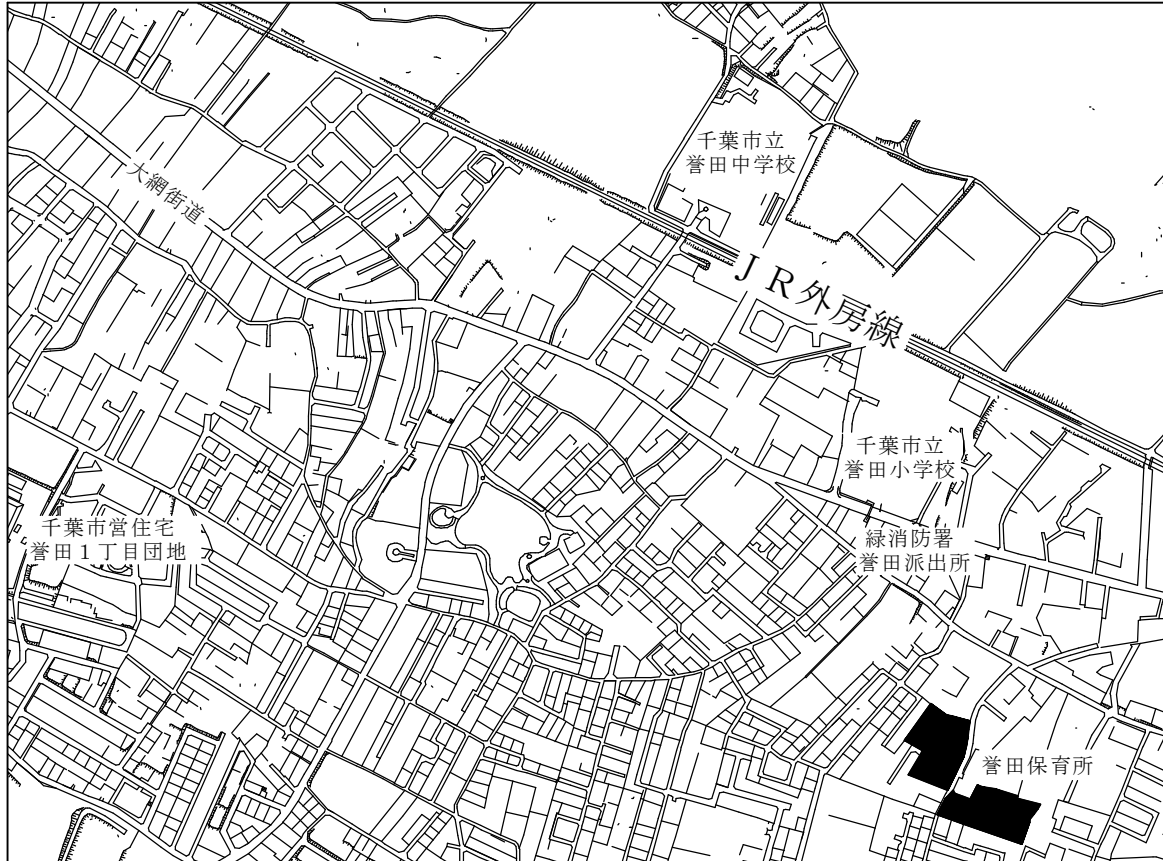 千葉市立
誉田中学校
大網街道
ＪＲ外房線
千葉市立
誉田小学校
千葉市営住宅
誉田１丁目団地
緑消防署
誉田派出所
誉田保育所